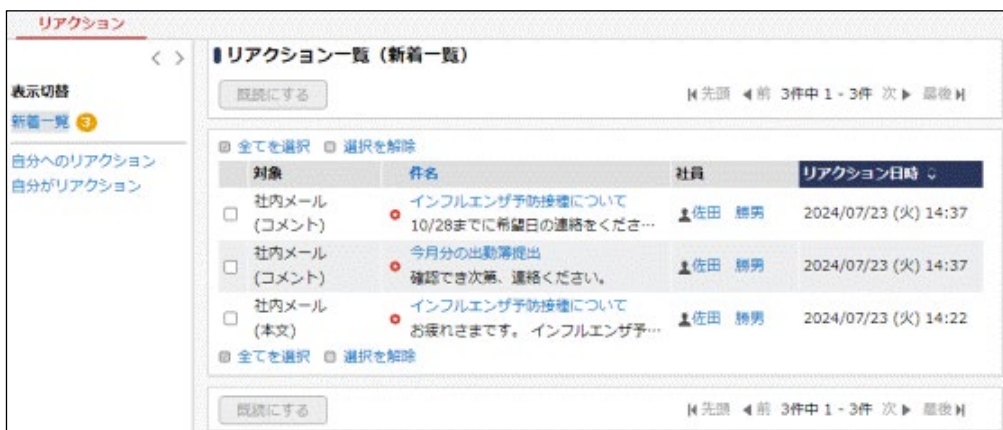 リアクション
表示切替
新着一覧 3
自分へのリアクション
自分がリアクション
リアクション一覧（新着一覧）
既読にする
先頭 前 3件中 1 - 3件 次 最後
全てを選択 選択を解除
対象 件名 社員 リアクション日時
社内メール
(コメント)
インフルエンザ予防接種について
10/28までに希望日の連絡をくださ…
佐田 勝男 2024/07/23 (火) 14:37
社内メール
(コメント)
今月分の出勤簿提出
確認でき次第、連絡ください。
佐田 勝男 2024/07/23 (火) 14:37
社内メール
(本文)
インフルエンザ予防接種について
お疲れさまです。 インフルエンザ予…
佐田 勝男 2024/07/23 (火) 14:22
全てを選択 選択を解除
既読にする
先頭 前 3件中 1 - 3件 次 最後